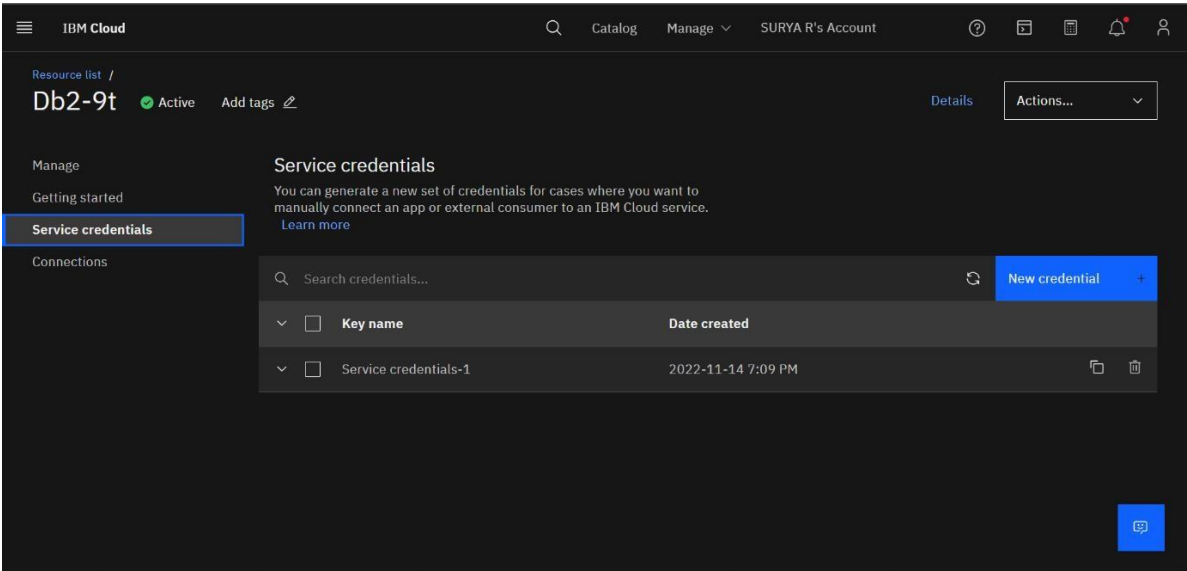 IBM Cloud
Catalog
Manage
SURYA R's Account
Resource list /
Db2-9t
Active
Add tags
Details
Actions...
Manage
Getting started
Service credentials
Connections
Service credentials
You can generate a new set of credentials for cases where you want to
manually connect an app or external consumer to an IBM Cloud service.
Learn more
Search credentials...
New credential +
Key name Date created
Service credentials-1 2022-11-14 7:09 PM